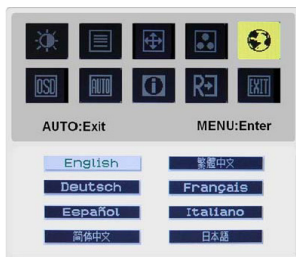 OSD AUTO R EXIT
AUTO:Exit MENU:Enter
English 繁體中文
Deutsch Français
Español Italiano
简体中文 日本語